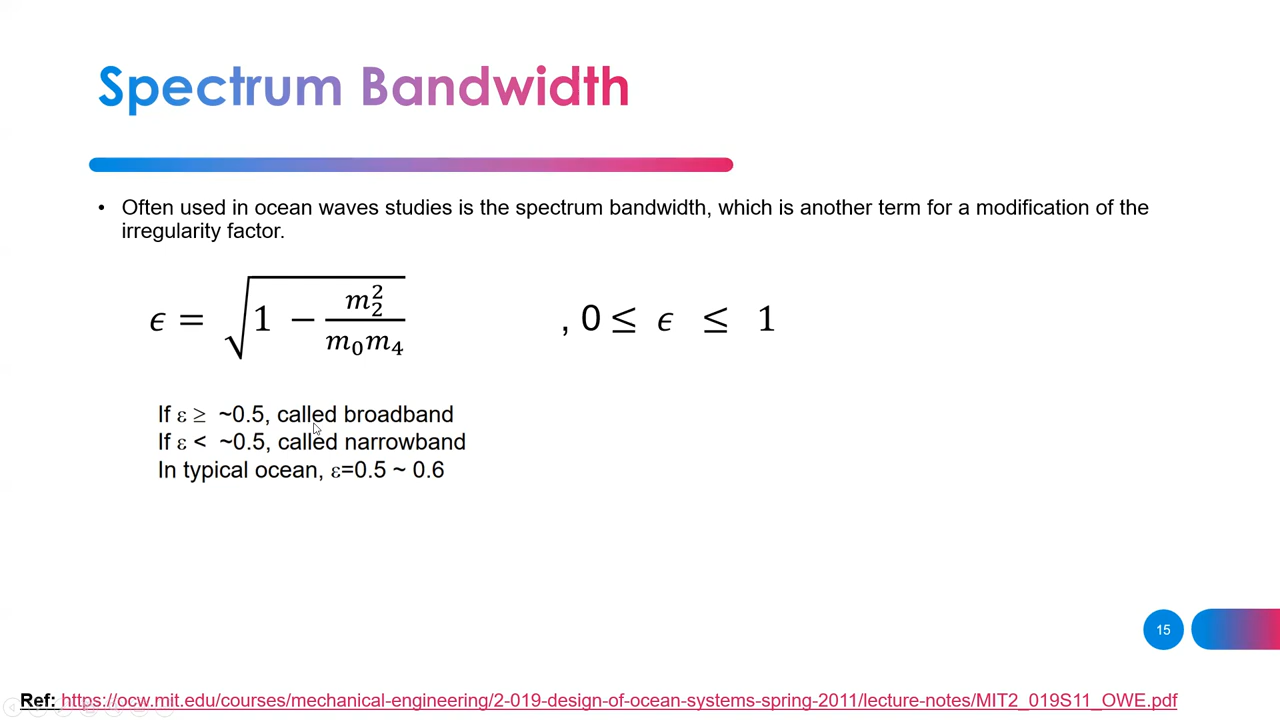 Spectrum Bandwidth
• Often used in ocean waves studies is the spectrum bandwidth, which is another term for a modification of the
irregularity factor.
𝜖 = √(1 − m₂²/(m₀m₄)) , 0 ≤ 𝜖 ≤ 1
If ε ≥ ~0.5, called broadband
If ε < ~0.5, called narrowband
In typical ocean, ε=0.5 ~ 0.6
15
Ref: https://ocw.mit.edu/courses/mechanical-engineering/2-019-design-of-ocean-systems-spring-2011/lecture-notes/MIT2_019S11_OWE.pdf